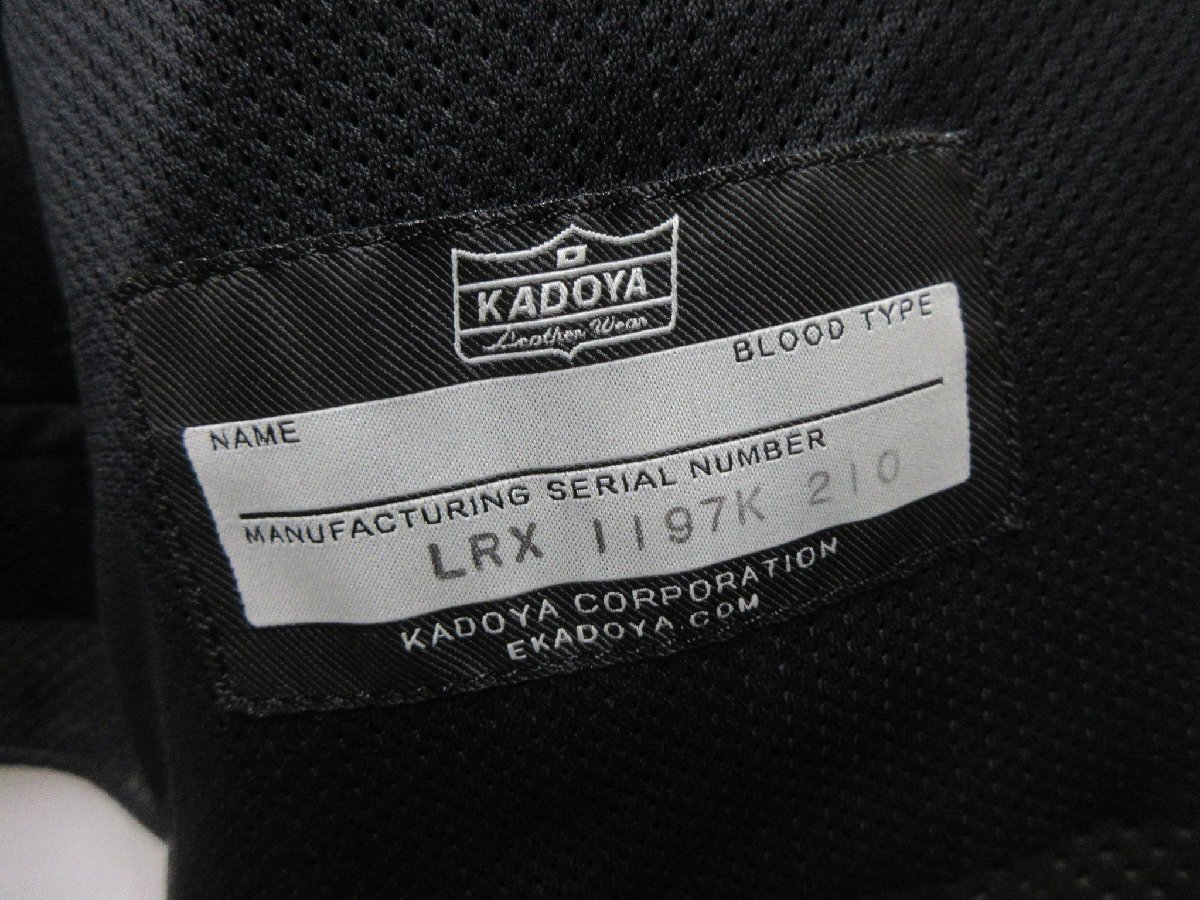 KADOYA
Leather Wear
NAME BLOOD TYPE
MANUFACTURING SERIAL NUMBER
LRX 1197K 210
KADOYA CORPORATION
EKADOYA.COM